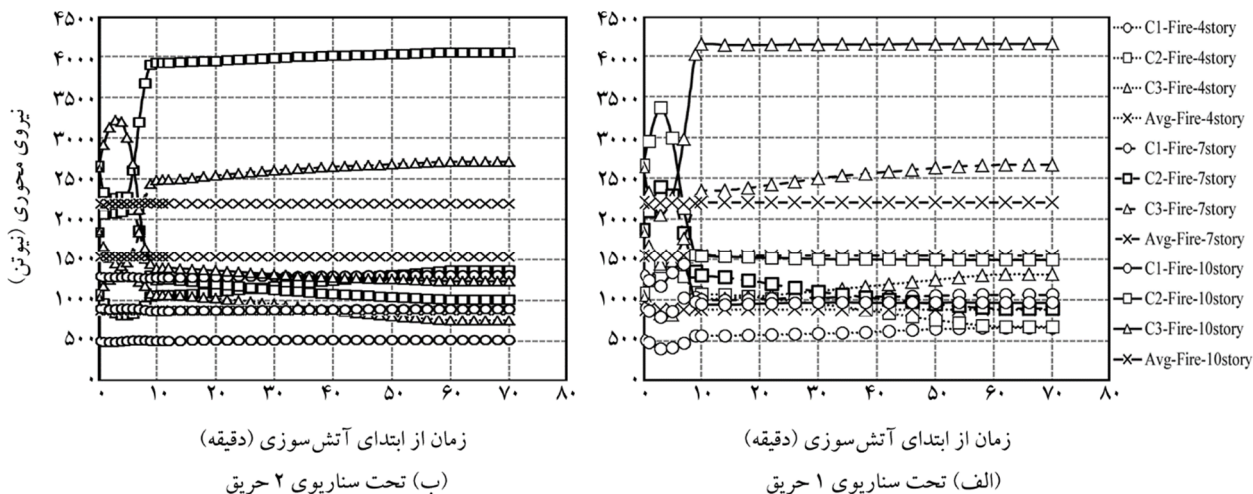 نیروی محوری (نیوتن)
۴۵۰۰
۴۰۰۰
۳۵۰۰
۳۰۰۰
۲۵۰۰
۲۰۰۰
۱۵۰۰
۱۰۰۰
۵۰۰
۰
۰ ۱۰ ۲۰ ۳۰ ۴۰ ۵۰ ۶۰ ۷۰ ۸۰
زمان از ابتدای آتش‌سوزی (دقیقه)
(ب) تحت سناریوی ۲ حریق
۴۵۰۰
۴۰۰۰
۳۵۰۰
۳۰۰۰
۲۵۰۰
۲۰۰۰
۱۵۰۰
۱۰۰۰
۵۰۰
۰
۰ ۱۰ ۲۰ ۳۰ ۴۰ ۵۰ ۶۰ ۷۰ ۸۰
زمان از ابتدای آتش‌سوزی (دقیقه)
(الف) تحت سناریوی ۱ حریق
C1-Fire-4story
C2-Fire-4story
C3-Fire-4story
Avg-Fire-4story
C1-Fire-7story
C2-Fire-7story
C3-Fire-7story
Avg-Fire-7story
C1-Fire-10story
C2-Fire-10story
C3-Fire-10story
Avg-Fire-10story